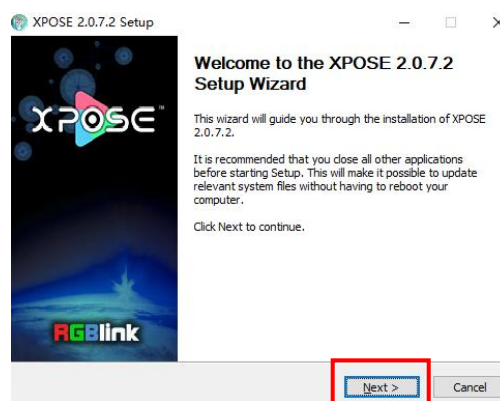 XPOSE 2.0.7.2 Setup
XPOSE™
RGBlink
Welcome to the XPOSE 2.0.7.2
Setup Wizard
This wizard will guide you through the installation of XPOSE
2.0.7.2.
It is recommended that you close all other applications
before starting Setup. This will make it possible to update
relevant system files without having to reboot your
computer.
Click Next to continue.
Next >
Cancel